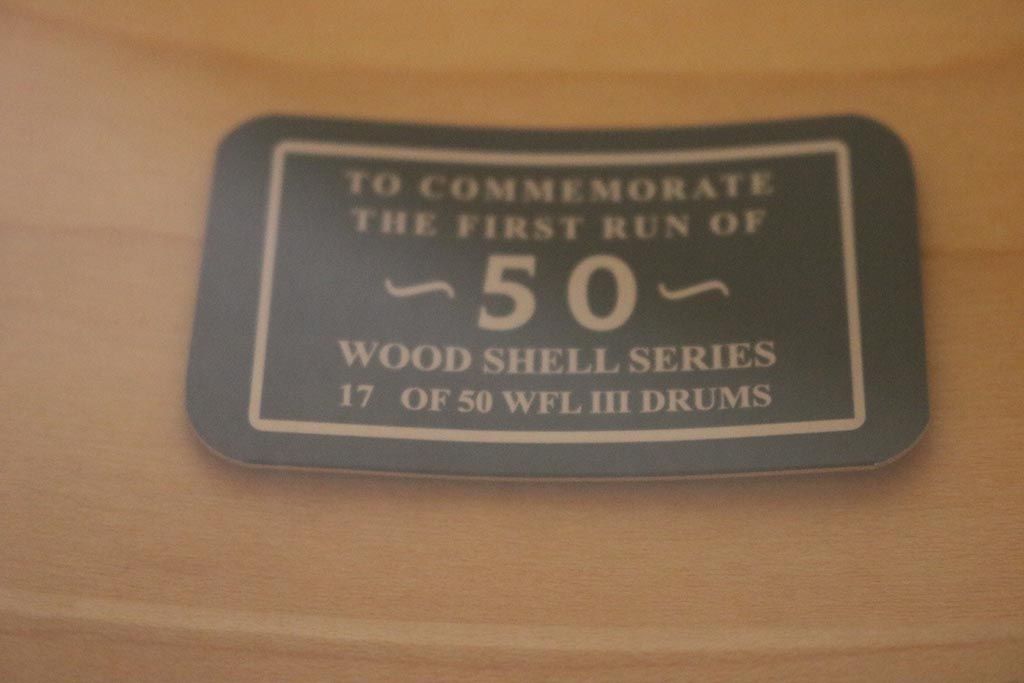 TO COMMEMORATE
THE FIRST RUN OF
50
WOOD SHELL SERIES
17 OF 50 WFL III DRUMS